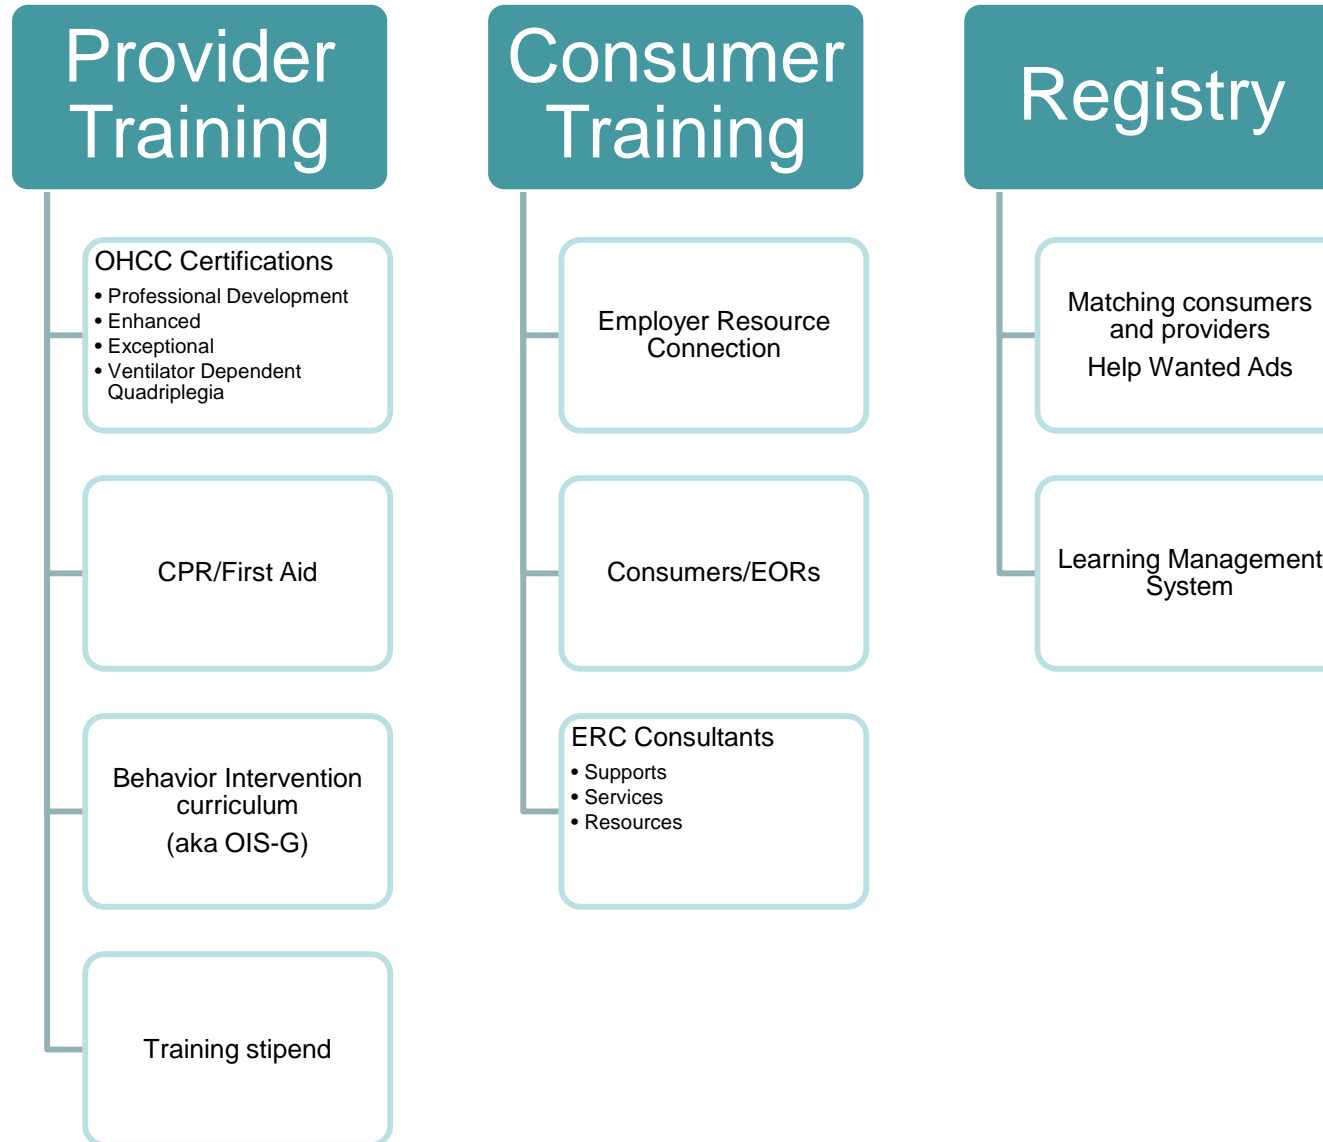 Provider
Training
OHCC Certifications
• Professional Development
• Enhanced
• Exceptional
• Ventilator Dependent
Quadriplegia
CPR/First Aid
Behavior Intervention
curriculum
(aka OIS-G)
Training stipend
Consumer
Training
Employer Resource
Connection
Consumers/EORs
ERC Consultants
• Supports
• Services
• Resources
Registry
Matching consumers
and providers
Help Wanted Ads
Learning Management
System